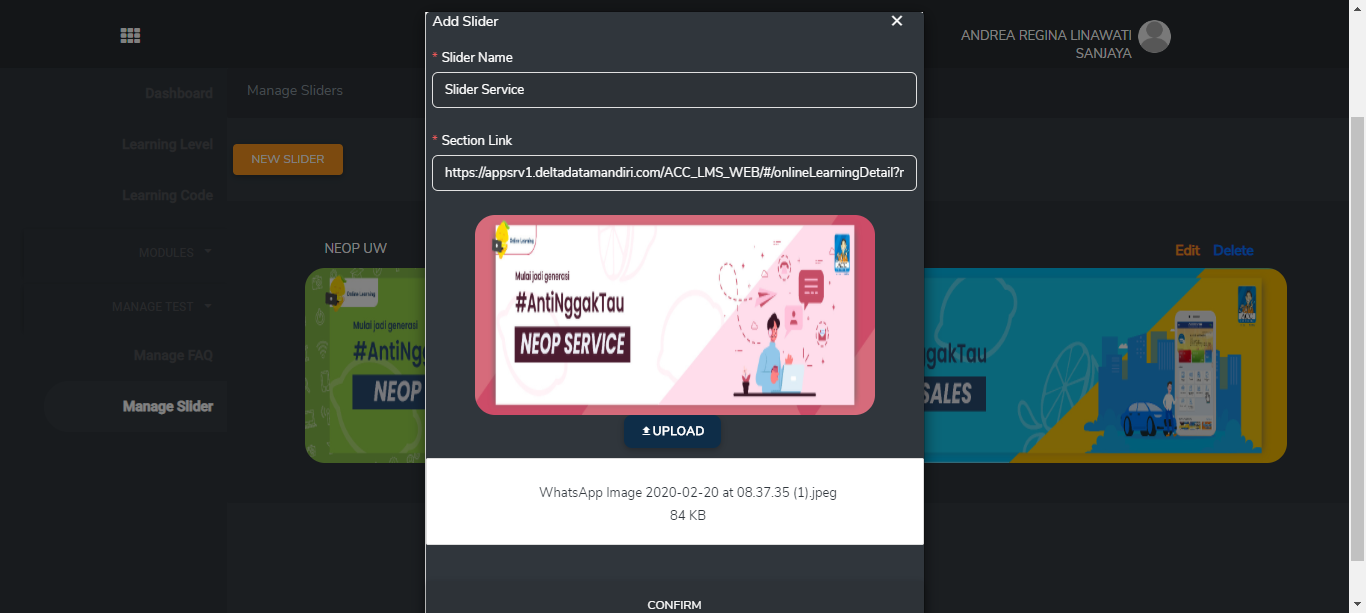 Add Slider
ANDREA REGINA LINAWATI
SANJAYA
* Slider Name
Slider Service
Dashboard
Manage Sliders
Learning Level
* Section Link
NEW SLIDER
https://appsrv1.deltadatamandiri.com/ACC_LMS_WEB/#/onlineLearningDetail?r
Learning Code
MODULES
NEOP UW
Edit Delete
Online Learning
Mulai jadi generasi
#AntiNggakTau
NEOP SERVICE
MANAGE TEST
Online Learning
Mulai jadi generasi
#AntiNg
NEOP
gakTau
SALES
Manage FAQ
Manage Slider
UPLOAD
WhatsApp Image 2020-02-20 at 08.37.35 (1).jpeg
84 KB
CONFIRM